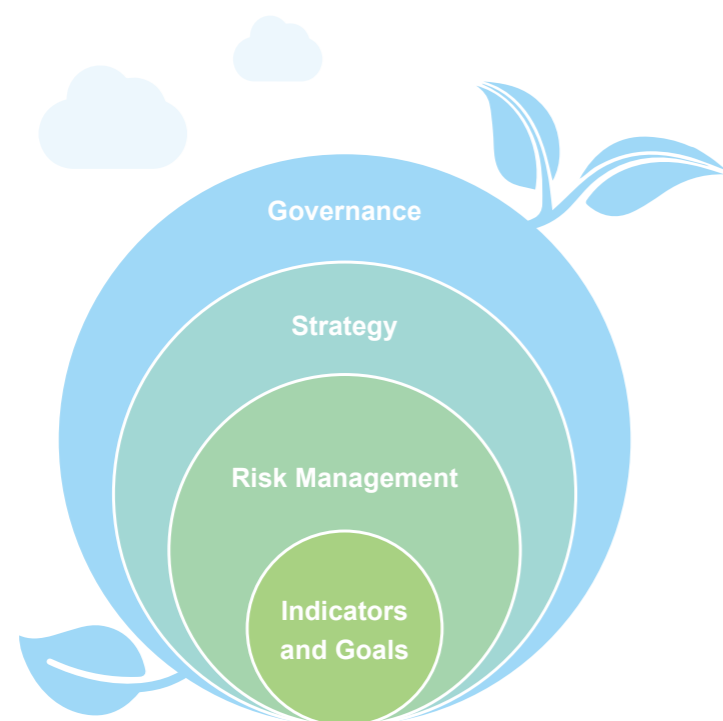 Governance
Strategy
Risk Management
Indicators
and Goals